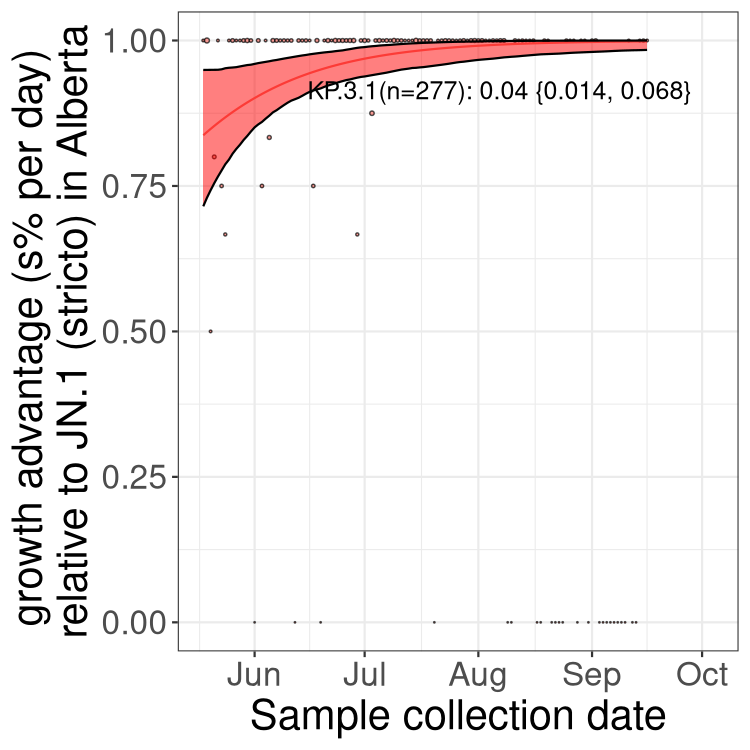 growth advantage (s% per day)
relative to JN.1 (stricto) in Alberta
1.00
0.75
0.50
0.25
0.00
KP.3.1(n=277): 0.04 {0.014, 0.068}
Jun Jul Aug Sep Oct
Sample collection date